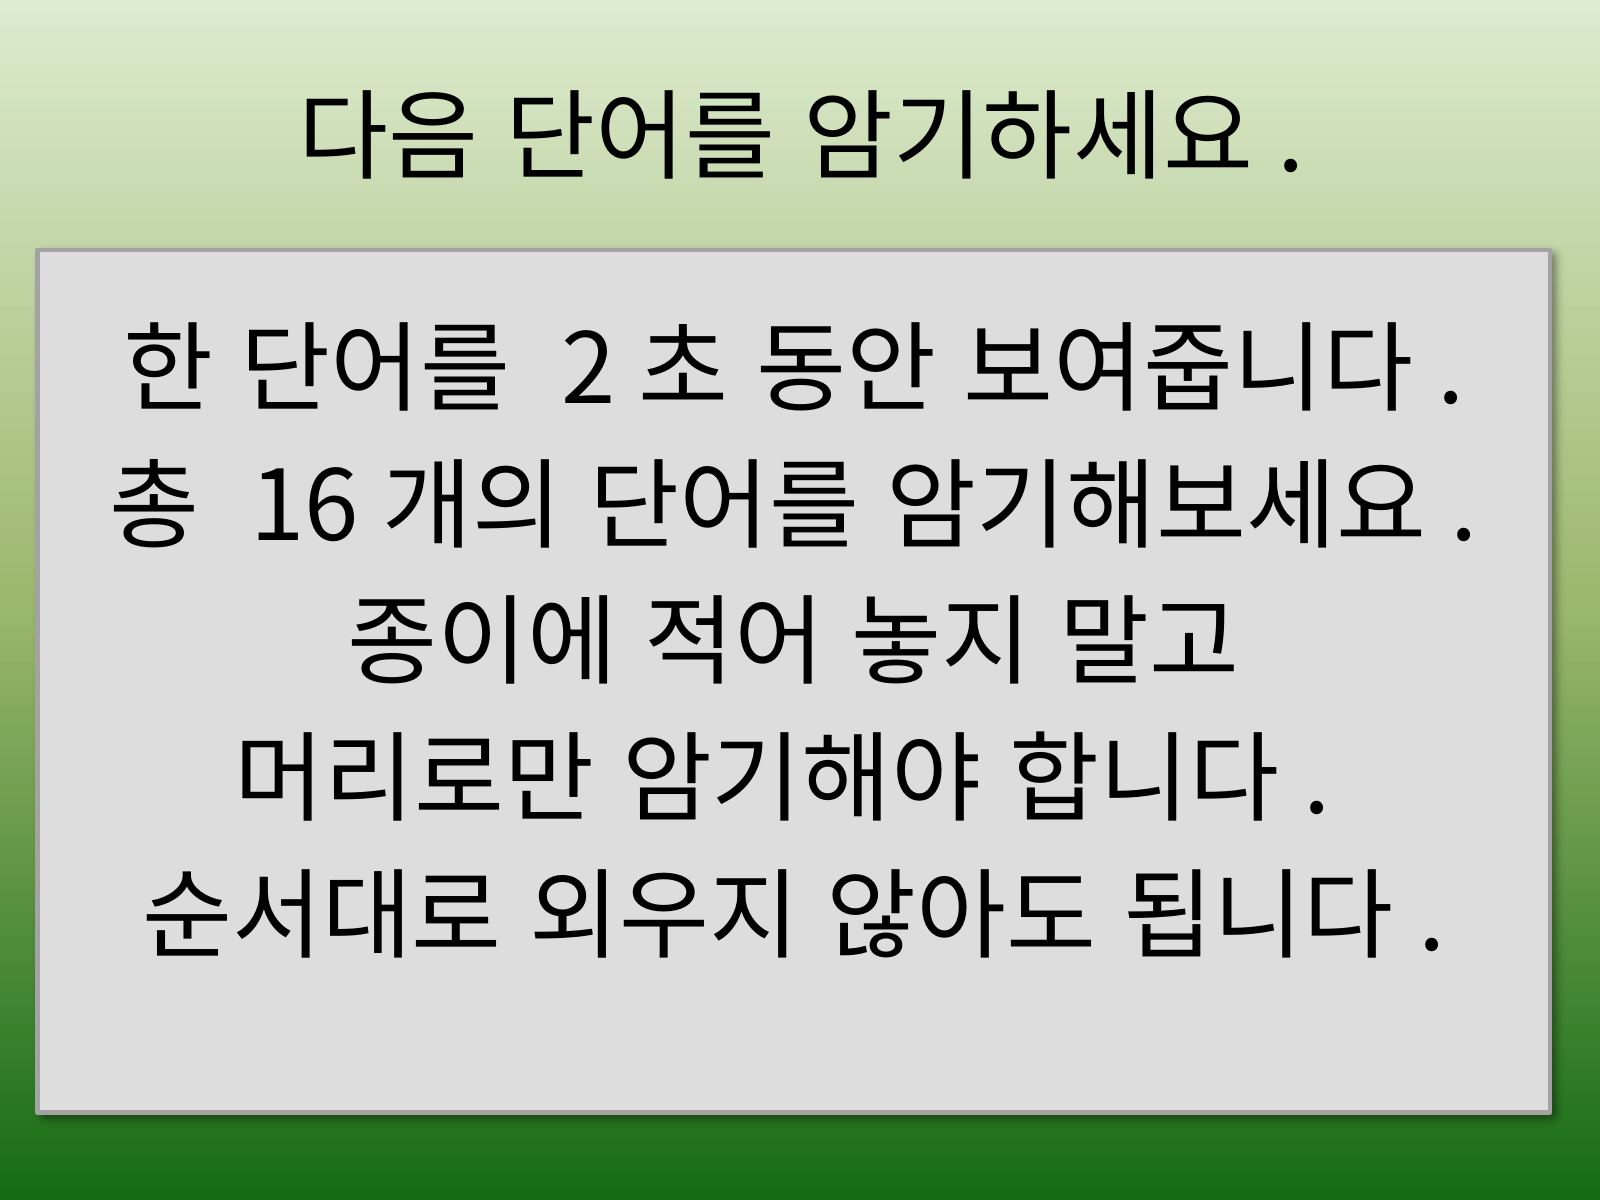 다음 단어를 암기하세요 .
한 단어를 2 초 동안 보여줍니다 .
총 16 개의 단어를 암기해보세요 .
종이에 적어 놓지 말고
머리로만 암기해야 합니다 .
순서대로 외우지 않아도 됩니다 .